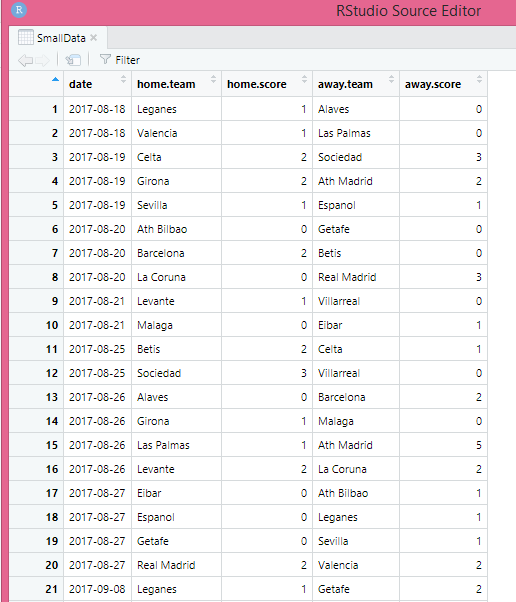 R RStudio Source Editor
SmallData
Filter
date home.team home.score away.team away.score
1 2017-08-18 Leganes 1 Alaves 0
2 2017-08-18 Valencia 1 Las Palmas 0
3 2017-08-19 Celta 2 Sociedad 3
4 2017-08-19 Girona 2 Ath Madrid 2
5 2017-08-19 Sevilla 1 Espanol 1
6 2017-08-20 Ath Bilbao 0 Getafe 0
7 2017-08-20 Barcelona 2 Betis 0
8 2017-08-20 La Coruna 0 Real Madrid 3
9 2017-08-21 Levante 1 Villarreal 0
10 2017-08-21 Malaga 0 Eibar 1
11 2017-08-25 Betis 2 Celta 1
12 2017-08-25 Sociedad 3 Villarreal 0
13 2017-08-26 Alaves 0 Barcelona 2
14 2017-08-26 Girona 1 Malaga 0
15 2017-08-26 Las Palmas 1 Ath Madrid 5
16 2017-08-26 Levante 2 La Coruna 2
17 2017-08-27 Eibar 0 Ath Bilbao 1
18 2017-08-27 Espanol 0 Leganes 1
19 2017-08-27 Getafe 0 Sevilla 1
20 2017-08-27 Real Madrid 2 Valencia 2
21 2017-09-08 Leganes 1 Getafe 2